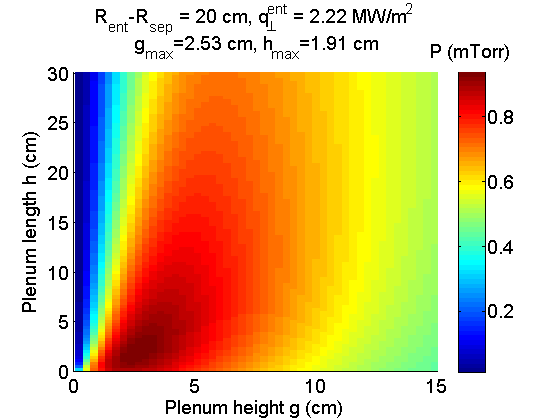 R_ent-R_sep = 20 cm, q_⊥^ent = 2.22 MW/m^2
g_max=2.53 cm, h_max=1.91 cm
P (mTorr)
30
25
20
15
10
5
0
Plenum length h (cm)
0 5 10 15
Plenum height g (cm)
0.8
0.6
0.4
0.2